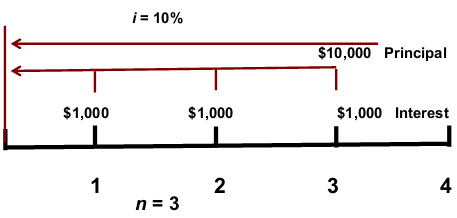 i = 10%
$10,000 Principal
$1,000 $1,000 $1,000 Interest
1 2 3 4
n = 3